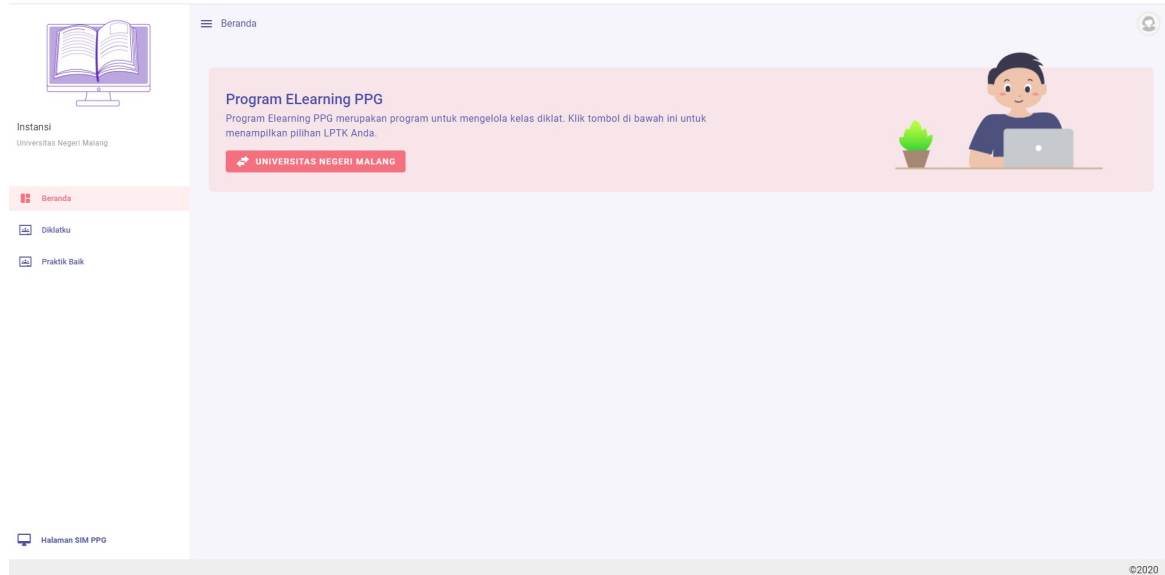 Beranda
Instansi
Universitas Negeri Malang
Beranda
Diklatku
Praktik Baik
Halaman SIM PPG
Program ELearning PPG
Program Elearning PPG merupakan program untuk mengelola kelas diklat. Klik tombol di bawah ini untuk
menampilkan pilihan LPTK Anda.
UNIVERSITAS NEGERI MALANG
©2020